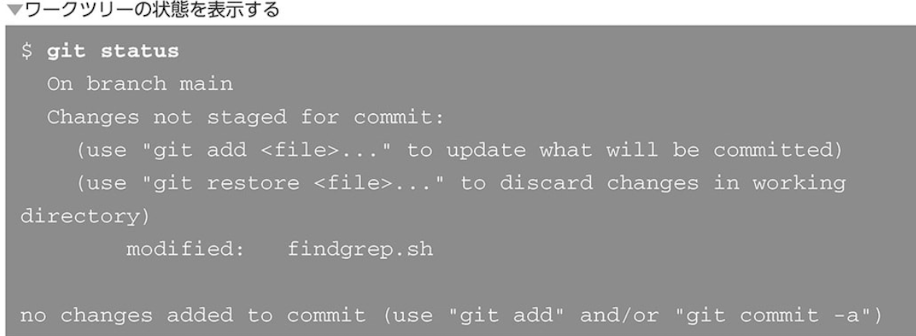 ▼ワークツリーの状態を表示する
$ git status
  On branch main
  Changes not staged for commit:
    (use "git add <file>..." to update what will be committed)
    (use "git restore <file>..." to discard changes in working
directory)
        modified:   findgrep.sh

no changes added to commit (use "git add" and/or "git commit -a")